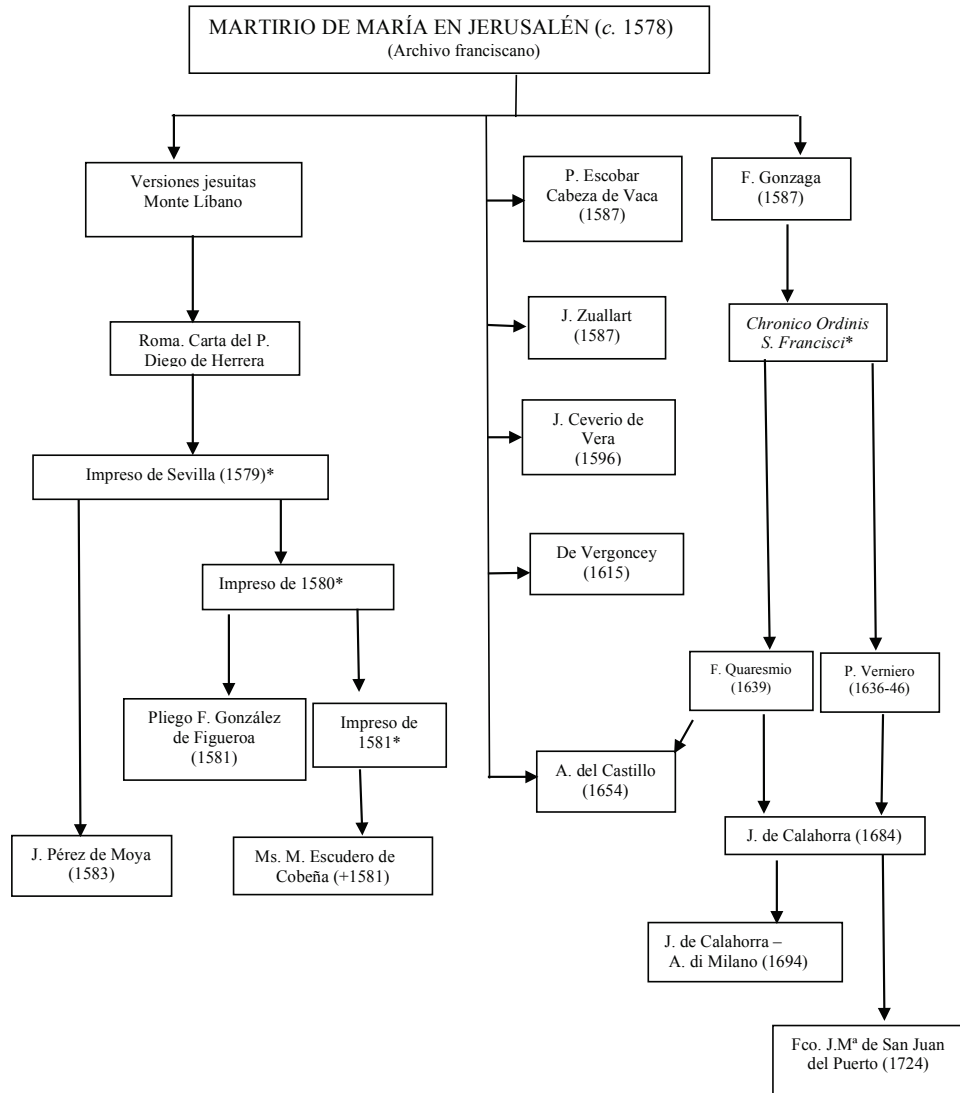 MARTIRIO DE MARÍA EN JERUSALÉN (c. 1578)
(Archivo franciscano)
Versiones jesuitas
Monte Líbano
P. Escobar
Cabeza de Vaca
(1587)
F. Gonzaga
(1587)
Roma. Carta del P.
Diego de Herrera
J. Zuallart
(1587)
Chronico Ordinis
S. Francisci*
J. Ceverio de
Vera
(1596)
Impreso de Sevilla (1579)*
De Vergoncey
(1615)
Impreso de 1580*
F. Quaresmio
(1639)
P. Verniero
(1636-46)
Pliego F. González
de Figueroa
(1581)
Impreso de
1581*
A. del Castillo
(1654)
J. Pérez de Moya
(1583)
Ms. M. Escudero de
Cobeña (+1581)
J. de Calahorra (1684)
J. de Calahorra –
A. di Milano (1694)
Fco. J.Mª de San Juan
del Puerto (1724)